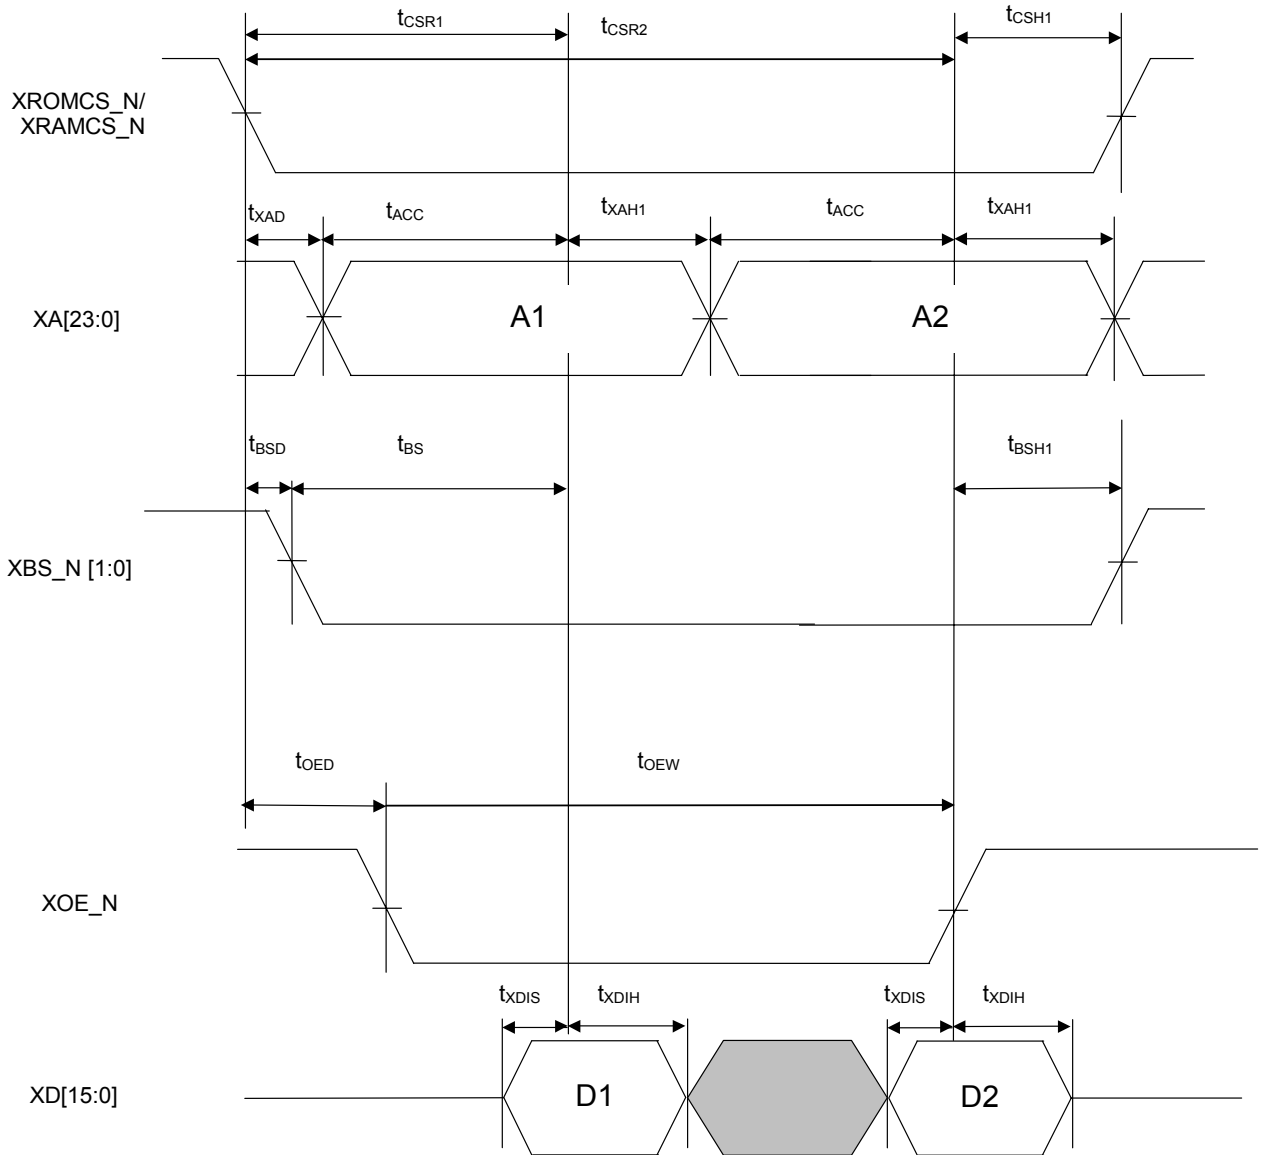 tCSR1
tCSR2
tCSH1
XROMCS_N/
XRAMCS_N
tXAD
tACC
tXAH1
tACC
tXAH1
XA[23:0]
A1
A2
tBSD
tBS
tBSH1
XBS_N [1:0]
tOED
tOEW
XOE_N
tXDIS
tXDIH
tXDIS
tXDIH
XD[15:0]
D1
D2